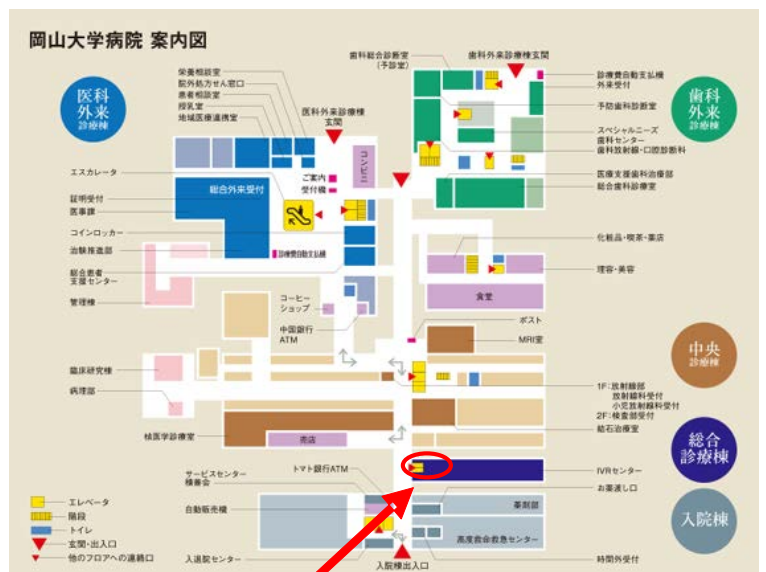 岡山大学病院 案内図
医科
外来
診療棟
栄養相談室
院外処方せん窓口
患者相談室
授乳室
地域医療連携室
エスカレータ
証明受付
医事課
コインロッカー
治験推進部
総合患者
支援センター
管理棟
総合外来受付
医科外来診療棟
玄関
ご案内
受付機
コンビニ
診療費自動支払機
コーヒー
ショップ
中国銀行
ATM
歯科総合診断室
(予診室)
歯科外来診療棟玄関
診療費自動支払機
外来受付
予防歯科診断室
スペシャルニーズ
歯科センター
歯科放射線・口腔診断科
医療支援歯科治療部
総合歯科診療室
歯科
外来
診療棟
化粧品・喫茶・薬店
理容・美容
食堂
ポスト
MRI室
中央
診療棟
臨床研究棟
病理部
1F:放射線部
放射線科受付
小児放射線科受付
2F:検査部受付
結石治療室
核医学診療室
売店
総合
診療棟
サービスセンター
積善会
トマト銀行ATM
IVRセンター
お薬渡し口
自動販売機
薬剤部
入院棟
高度救命救急センター
入退院センター
入院棟出入口
時間外受付
エレベータ
階段
トイレ
玄関・出入口
他のフロアへの連絡口